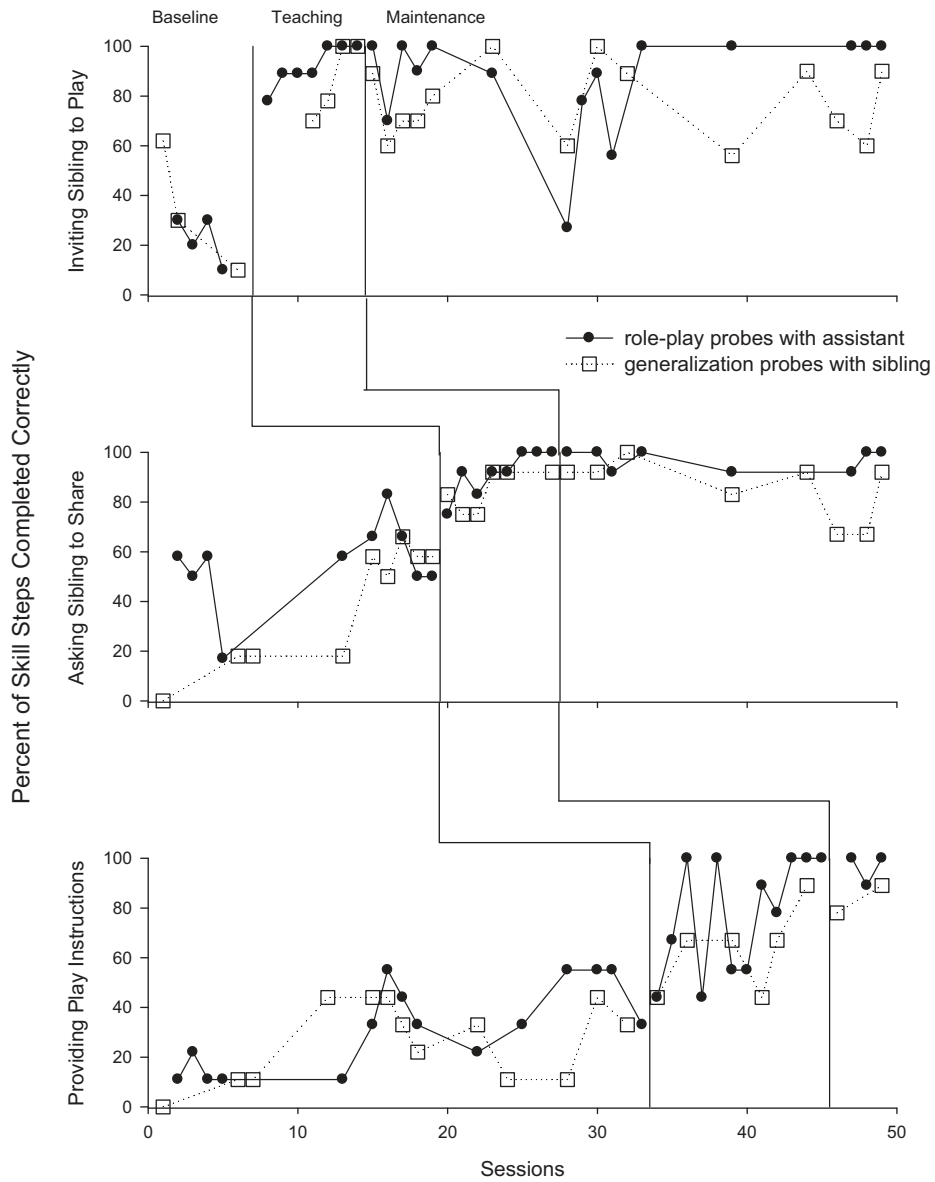 Baseline Teaching Maintenance
100
80
60
40
20
0
Inviting Sibling to Play
role-play probes with assistant
generalization probes with sibling
Percent of Skill Steps Completed Correctly
100
80
60
40
20
0
Asking Sibling to Share
100
80
60
40
20
0
Providing Play Instructions
0 10 20 30 40 50
Sessions